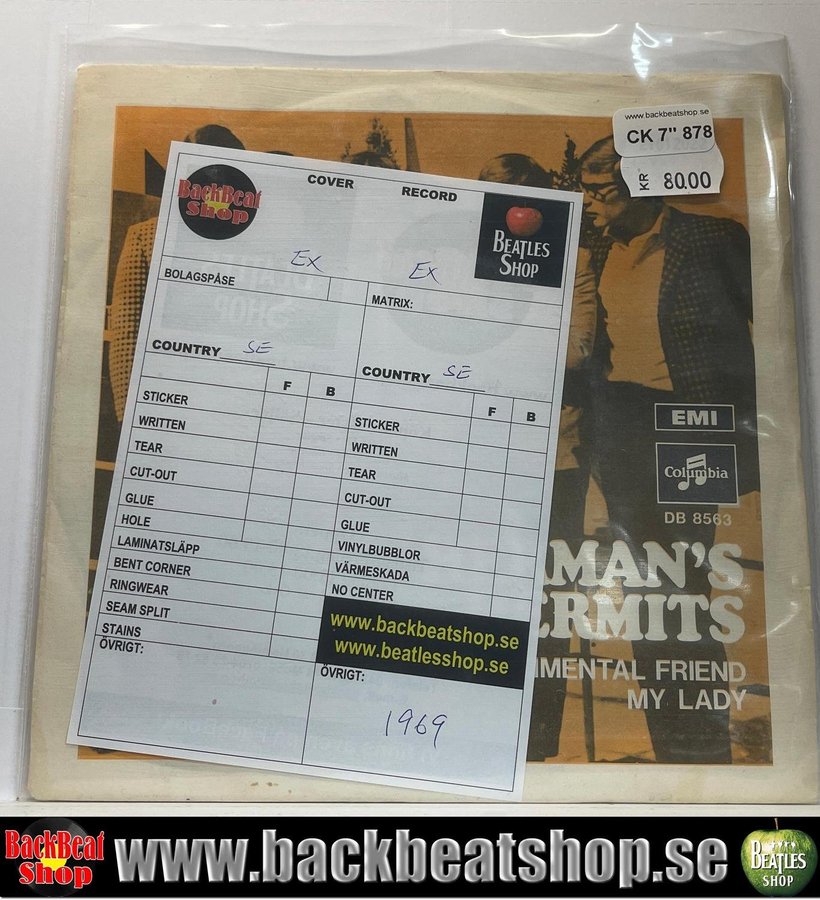 www.backbeatshop.se
CK 7" 878
KR 80.00
BackBeat
Shop
COVER RECORD
BEATLES
SHOP
EX EX
BOLAGSPÅSE MATRIX:
COUNTRY SE COUNTRY SE
F B
STICKER
WRITTEN
TEAR
CUT-OUT
GLUE
HOLE
LAMINATSLÄPP
BENT CORNER
RINGWEAR
SEAM SPLIT
STAINS
ÖVRIGT:
F B
STICKER
WRITTEN
TEAR
CUT-OUT
GLUE
VINYLBUBBLOR
VÄRMESKADA
NO CENTER
www.backbeatshop.se
www.beatlesshop.se
ÖVRIGT:
1969
EMI
Columbia
DB 8563
MAN'S
ERMITS
IMENTAL FRIEND
MY LADY
BackBeat
Shop
www.backbeatshop.se
BEATLES
SHOP